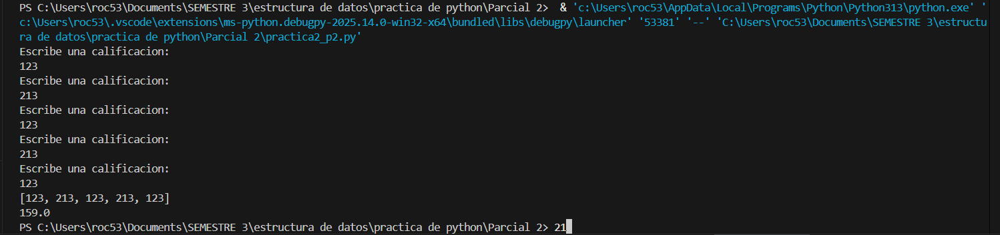 PS C:\Users\roc53\Documents\SEMESTRE 3\estructura de datos\practica de python\Parcial 2>  & 'c:\Users\roc53\AppData\Local\Programs\Python\Python313\python.exe' '
c:\Users\roc53\.vscode\extensions\ms-python.debugpy-2025.14.0-win32-x64\bundled\libs\debugpy\launcher' '53381' '--' 'C:\Users\roc53\Documents\SEMESTRE 3\estructu
ra de datos\practica de python\Parcial 2\practica2_p2.py'
Escribe una calificacion:
123
Escribe una calificacion:
213
Escribe una calificacion:
123
Escribe una calificacion:
213
Escribe una calificacion:
123
[123, 213, 123, 213, 123]
159.0
PS C:\Users\roc53\Documents\SEMESTRE 3\estructura de datos\practica de python\Parcial 2> 21